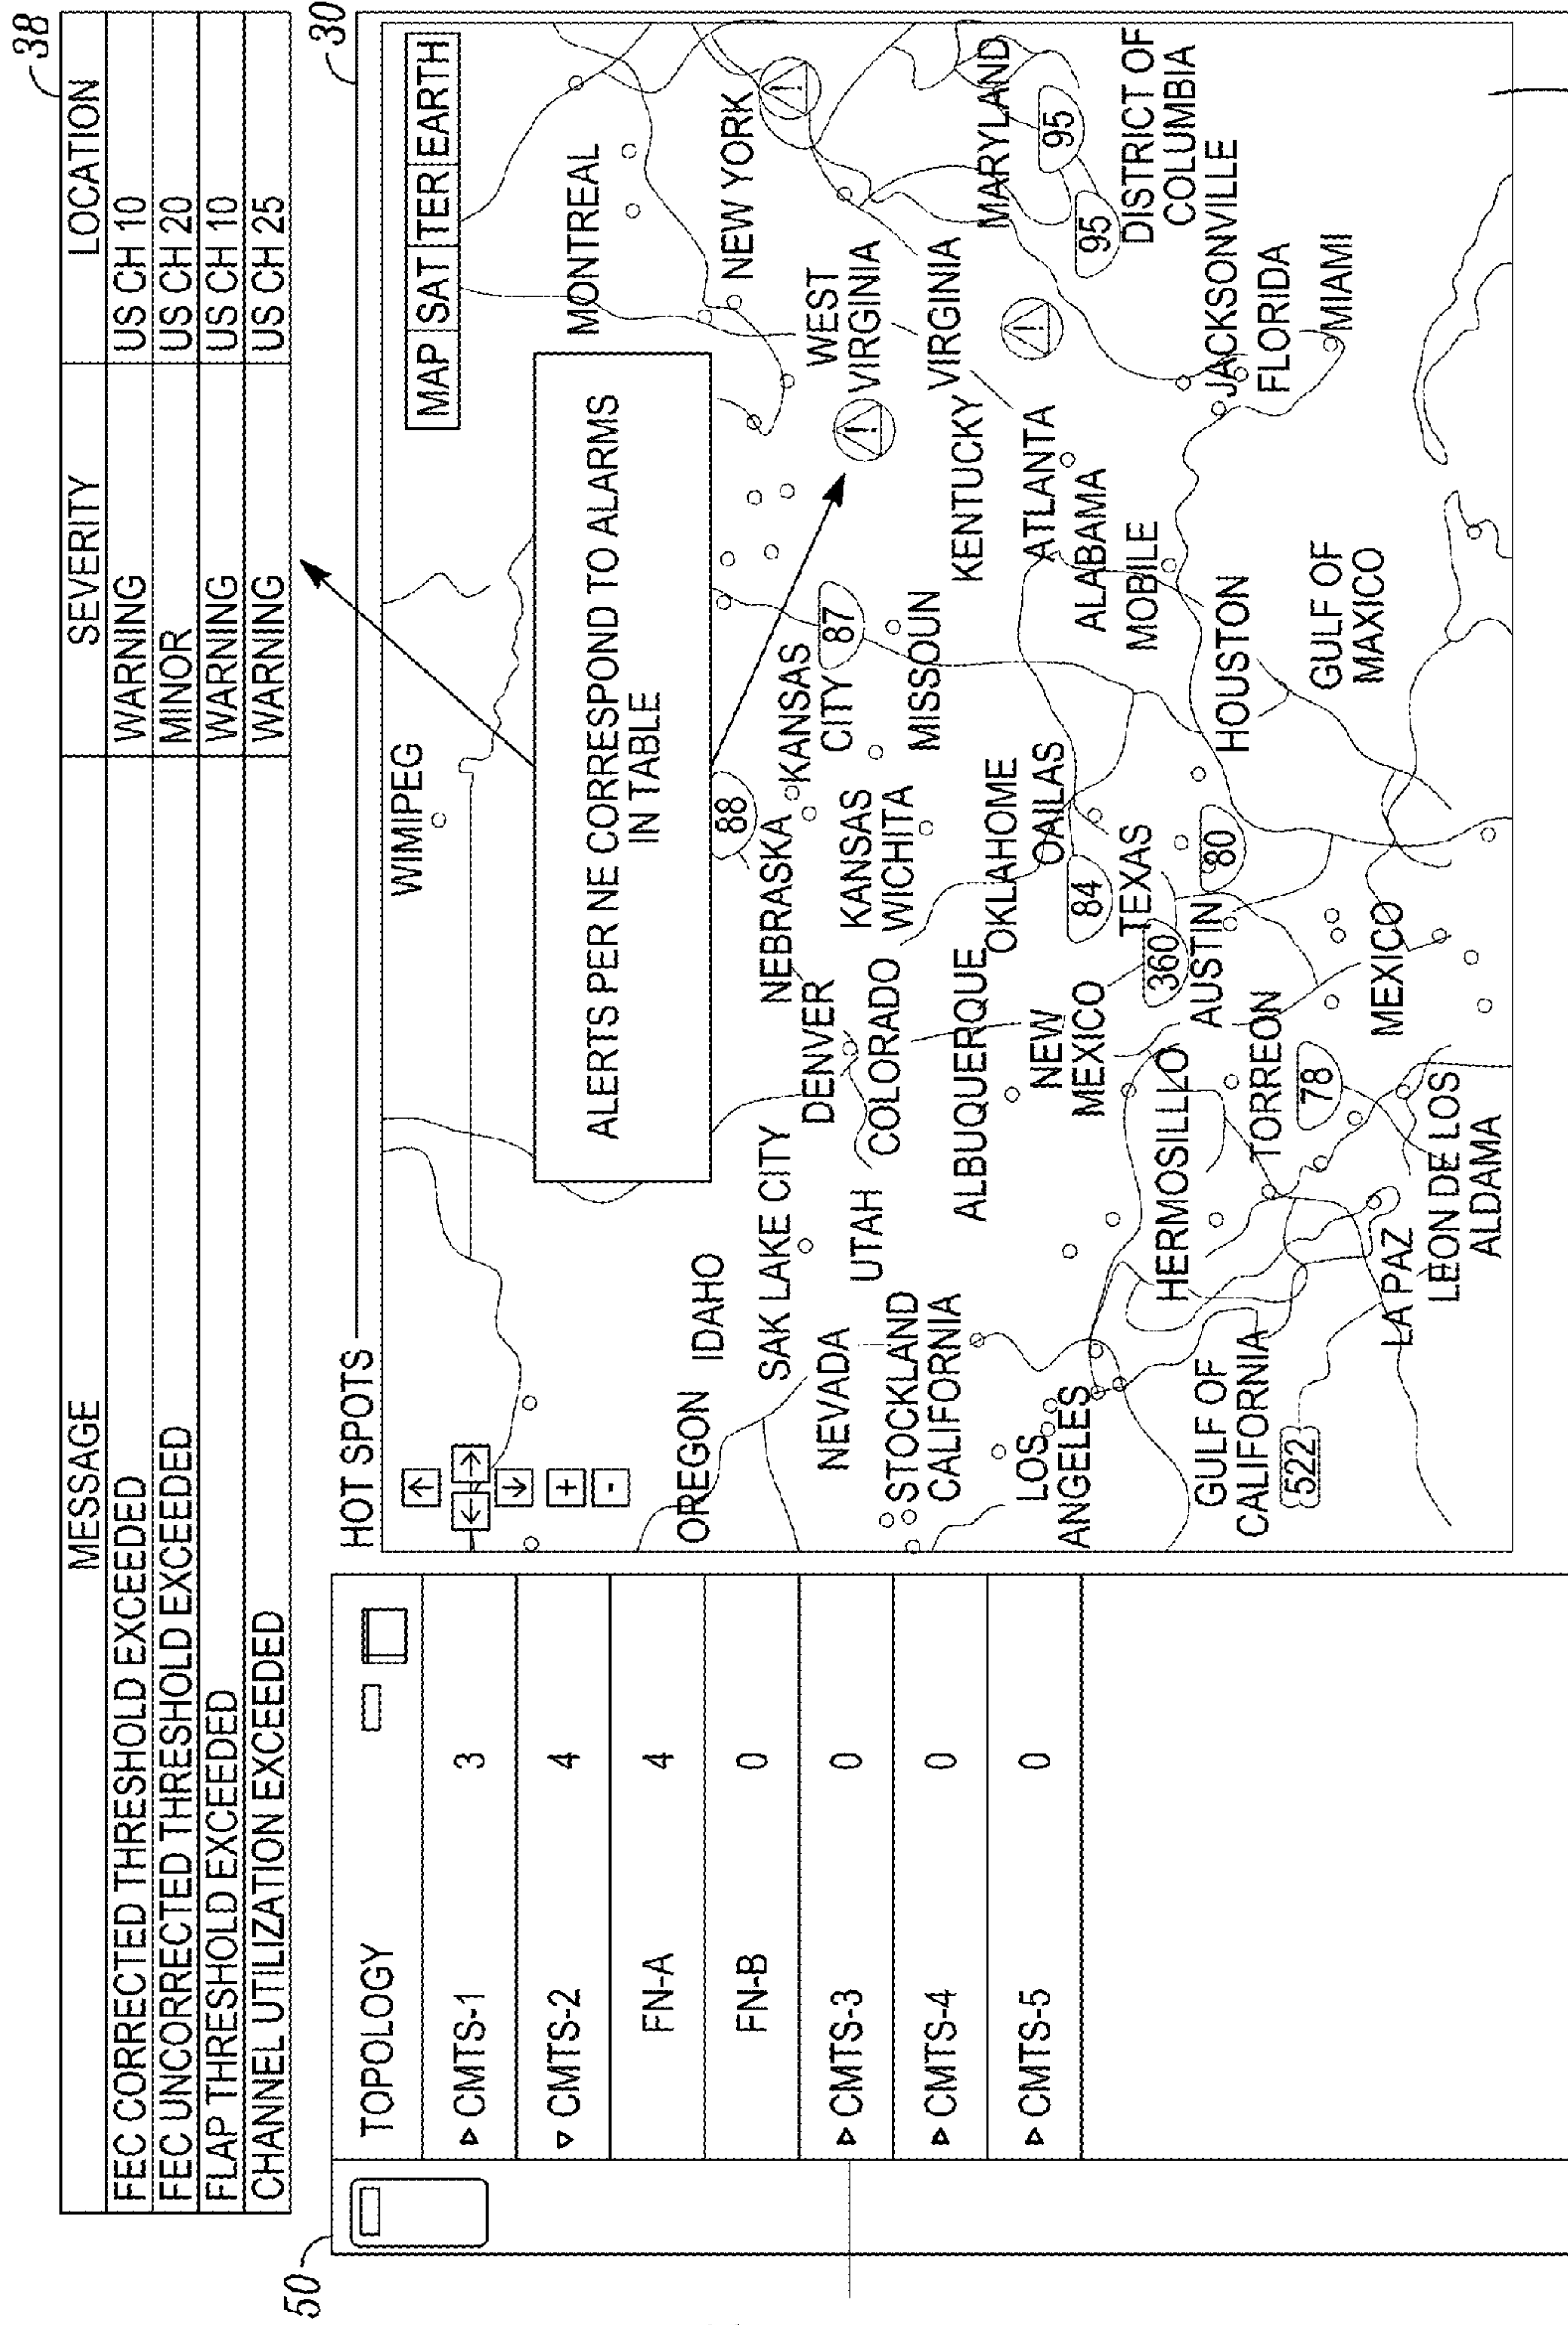 38
MESSAGE SEVERITY LOCATION
FEC CORRECTED THRESHOLD EXCEEDED WARNING US CH 10
FEC UNCORRECTED THRESHOLD EXCEEDED MINOR US CH 20
FLAP THRESHOLD EXCEEDED WARNING US CH 10
CHANNEL UTILIZATION EXCEEDED WARNING US CH 25
50
TOPOLOGY
CMTS-1 3
CMTS-2 4
FN-A 4
FN-B 0
CMTS-3 0
CMTS-4 0
CMTS-5 0
HOT SPOTS
30
MAP SAT TER EARTH
+
-
WIMIPEG
ALERTS PER NE CORRESPOND TO ALARMS
IN TABLE
MONTREAL
OREGON
IDAHO
88
NEW YORK
SAK LAKE CITY
NEBRASKA
KANSAS
CITY
87
WEST
VIRGINIA
NEVADA
DENVER
UTAH
COLORADO
KANSAS
WICHITA
MISSOUN
VIRGINIA
STOCKLAND
CALIFORNIA
ALBUQUERQUE
OKLAHOME
KENTUCKY
MARYLAND
95
95
LOS
ANGELES
NEW
MEXICO
OAILAS
84
ATLANTA
ALABAMA
DISTRICT OF
COLUMBIA
HERMOSILLO
360
TEXAS
MOBILE
GULF OF
CALIFORNIA
AUSTIN
80
HOUSTON
JACKSONVILLE
FLORIDA
522
TORREON
78
GULF OF
MAXICO
MIAMI
LA PAZ
MEXICO
LEON DE LOS
ALDAMA